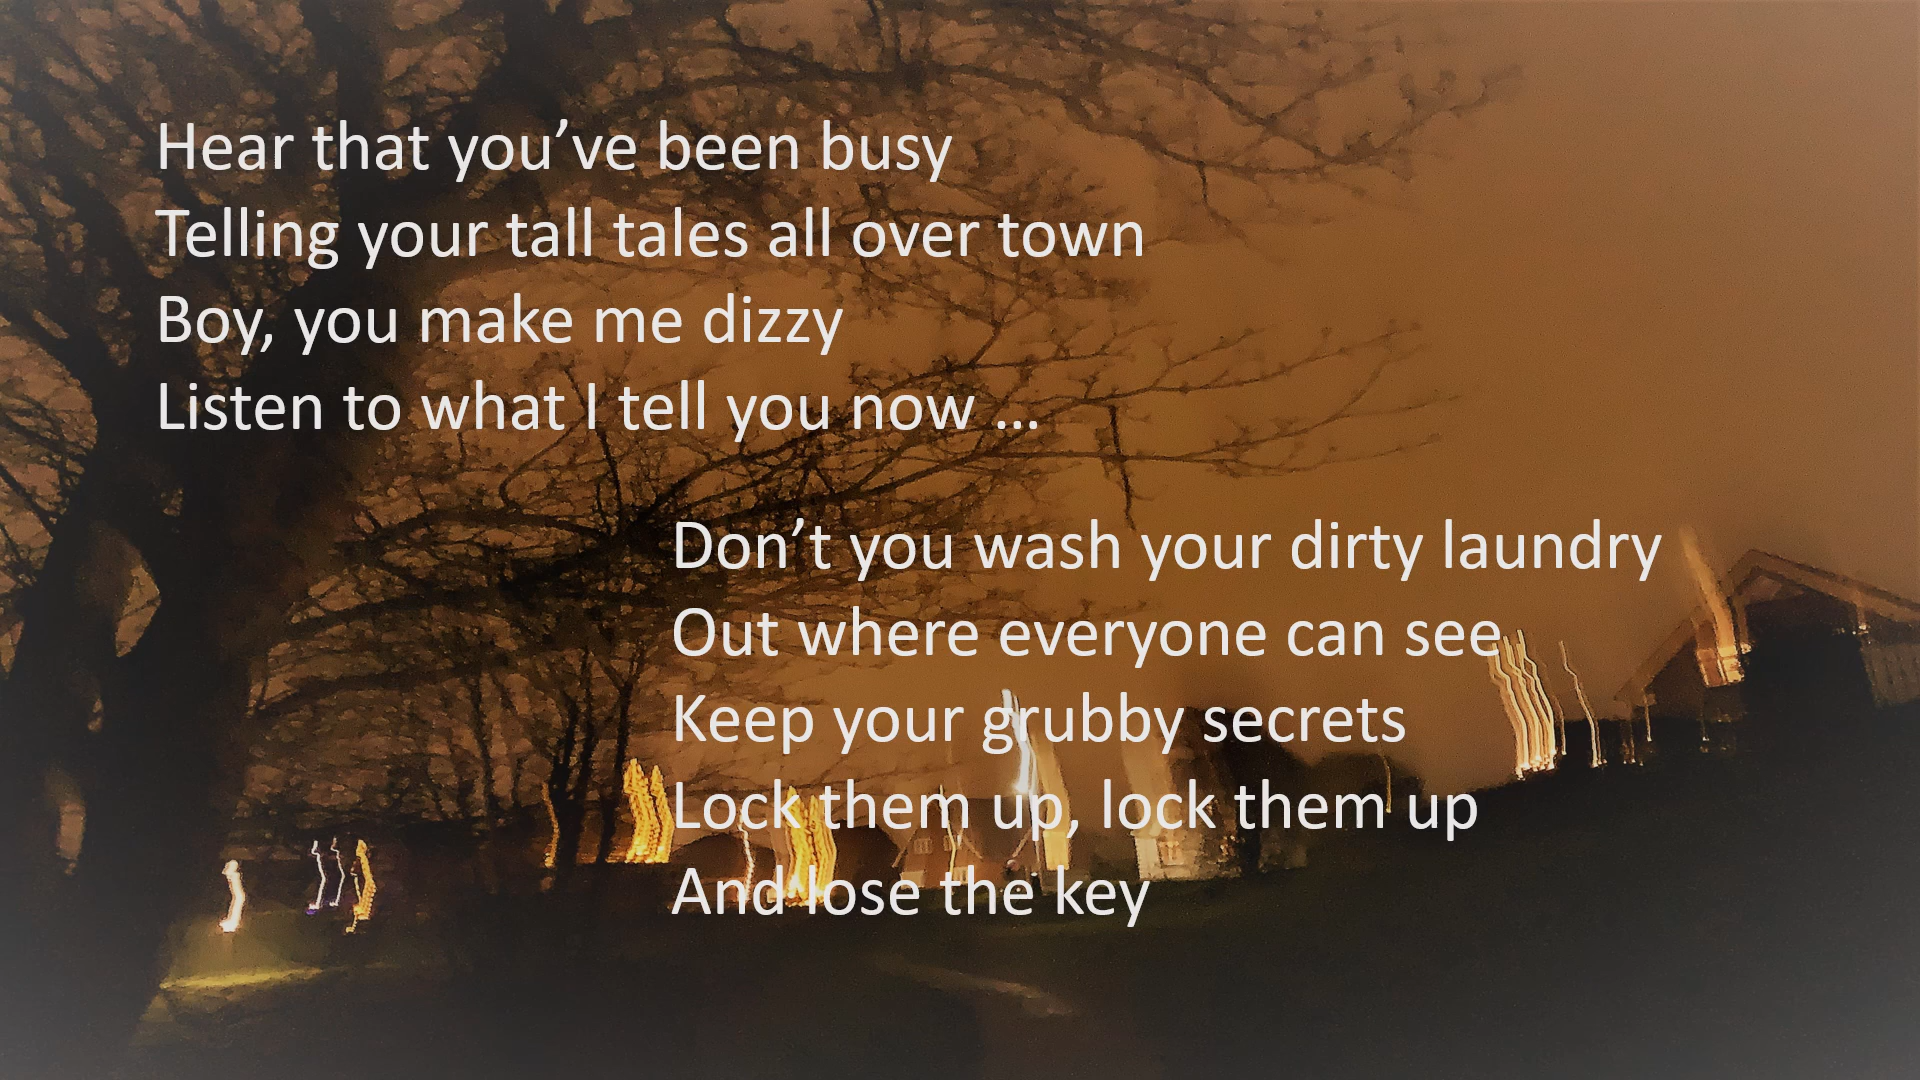 Hear that you’ve been busy
Telling your tall tales all over town
Boy, you make me dizzy
Listen to what I tell you now …
Don’t you wash your dirty laundry
Out where everyone can see
Keep your grubby secrets
Lock them up, lock them up
And lose the key